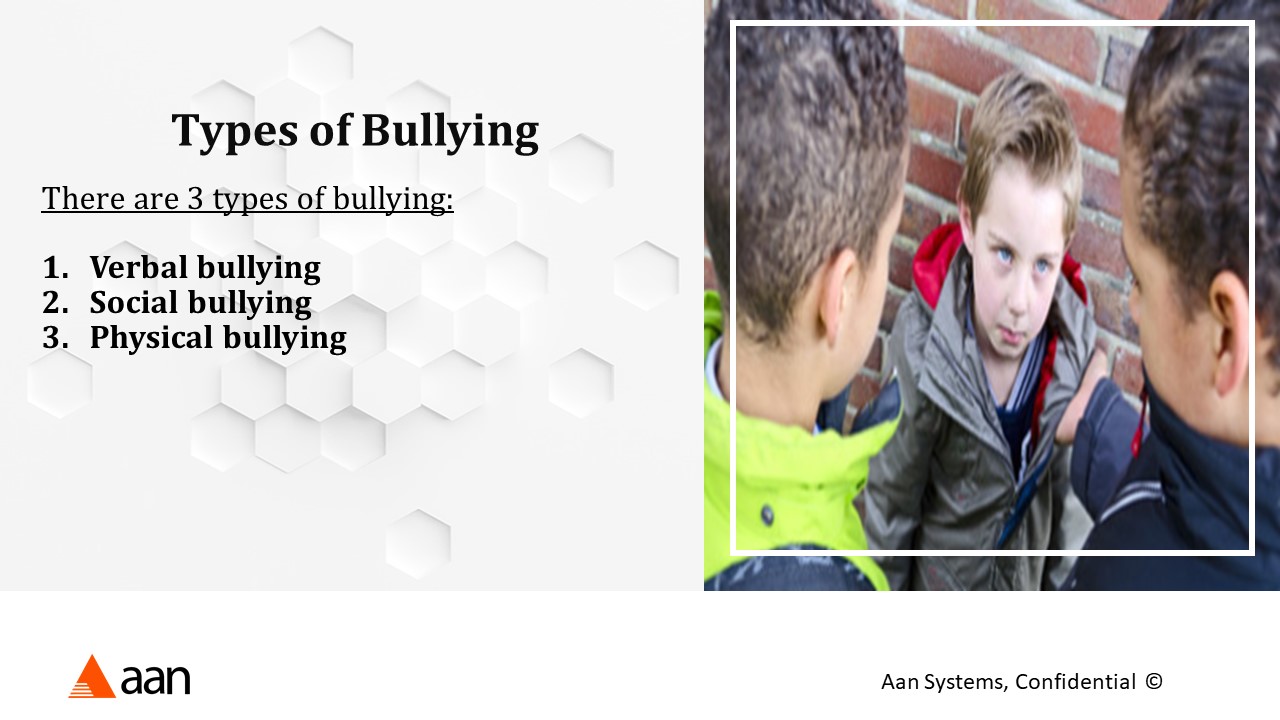 Types of Bullying
There are 3 types of bullying:
1. Verbal bullying
2. Social bullying
3. Physical bullying
aan
Aan Systems, Confidential ©